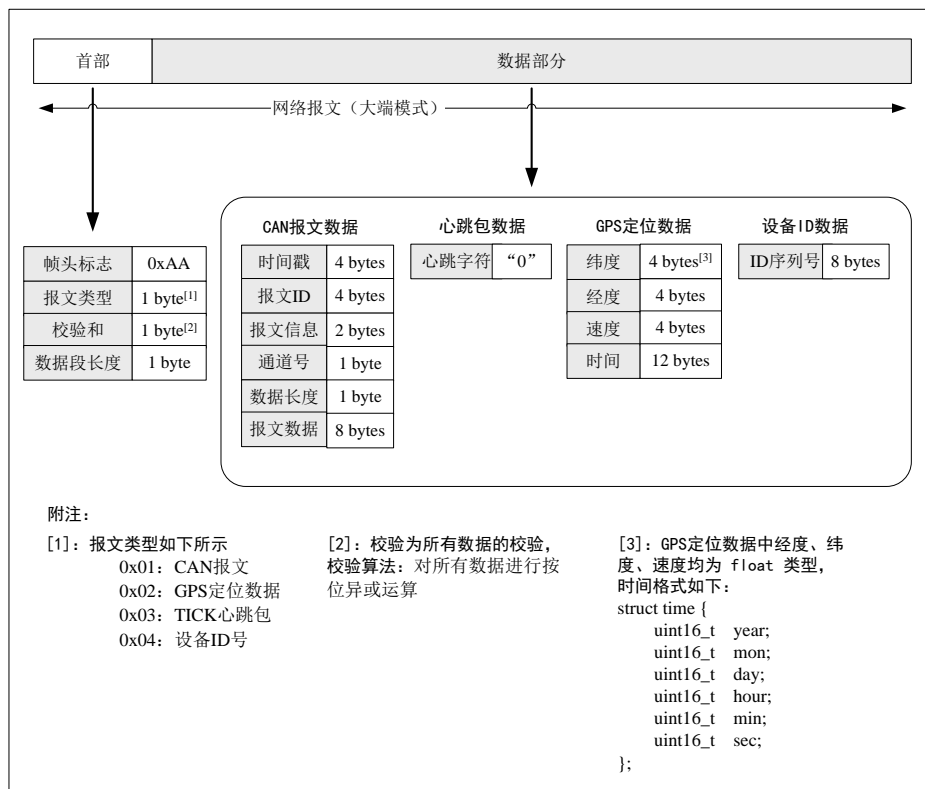 首部 数据部分
网络报文（大端模式）
CAN报文数据 心跳包数据 GPS定位数据 设备ID数据
帧头标志 0xAA
报文类型 1 byte[1]
校验和 1 byte[2]
数据段长度 1 byte
时间戳 4 bytes
报文ID 4 bytes
报文信息 2 bytes
通道号 1 byte
数据长度 1 byte
报文数据 8 bytes
心跳字符 “0”
纬度 4 bytes[3]
经度 4 bytes
速度 4 bytes
时间 12 bytes
ID序列号 8 bytes
附注：
[1]：报文类型如下所示
0x01：CAN报文
0x02：GPS定位数据
0x03：TICK心跳包
0x04：设备ID号
[2]：校验为所有数据的校验，
校验算法：对所有数据进行按
位异或运算
[3]：GPS定位数据中经度、纬
度、速度均为 float 类型，
时间格式如下：
struct time {
uint16_t year;
uint16_t mon;
uint16_t day;
uint16_t hour;
uint16_t min;
uint16_t sec;
};